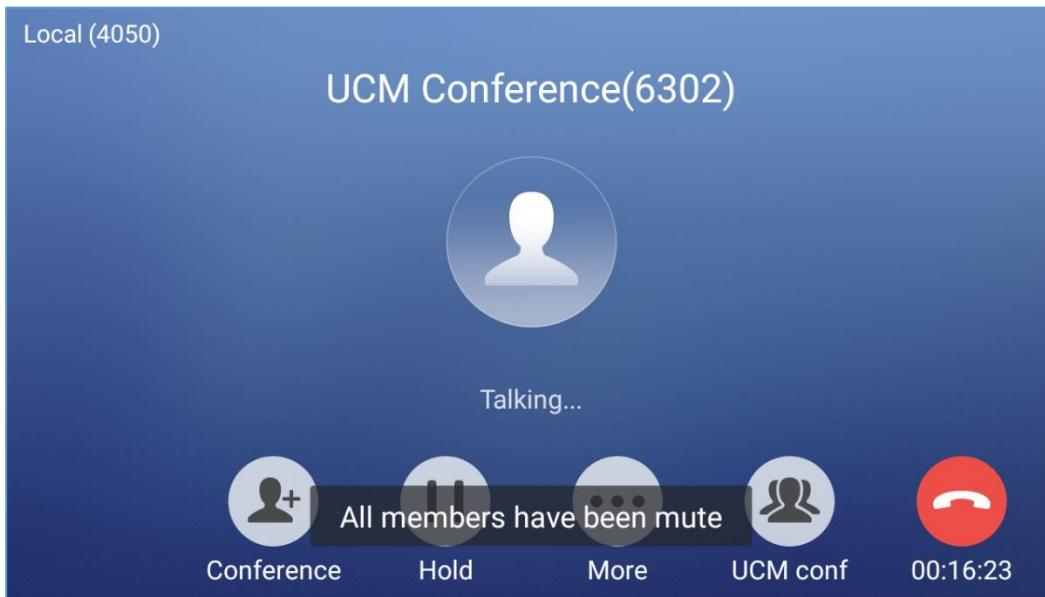 Local (4050)
UCM Conference(6302)
Talking...
All members have been mute
Conference
Hold
More
UCM conf
00:16:23